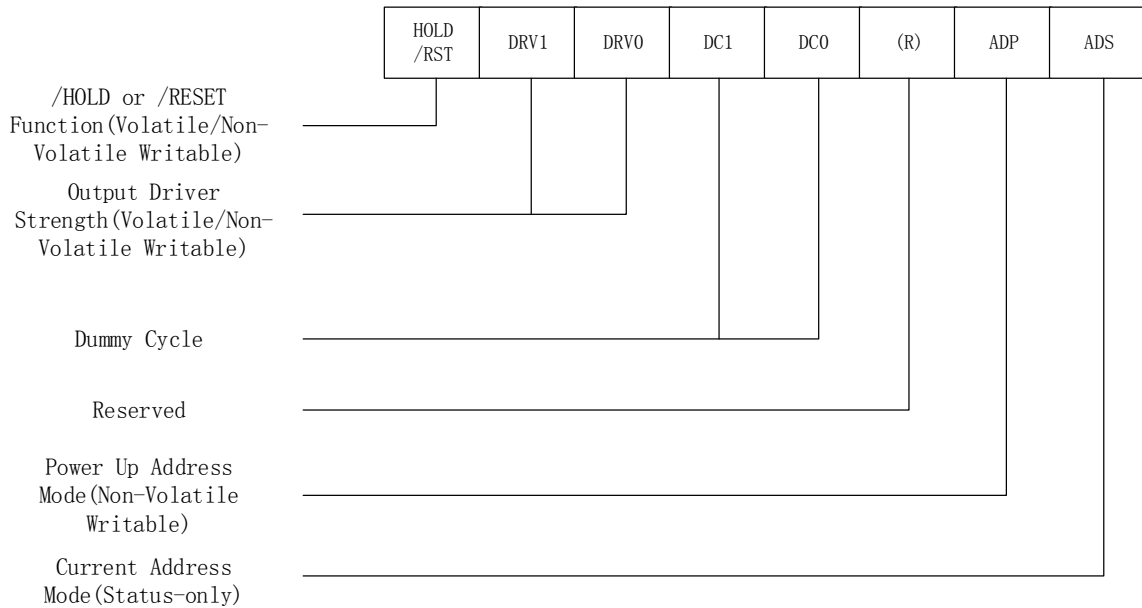 HOLD
/RST
DRV1
DRV0
DC1
DC0
(R)
ADP
ADS
/HOLD or /RESET
Function(Volatile/Non-
Volatile Writable)
Output Driver
Strength(Volatile/Non-
Volatile Writable)
Dummy Cycle
Reserved
Power Up Address
Mode(Non-Volatile
Writable)
Current Address
Mode(Status-only)